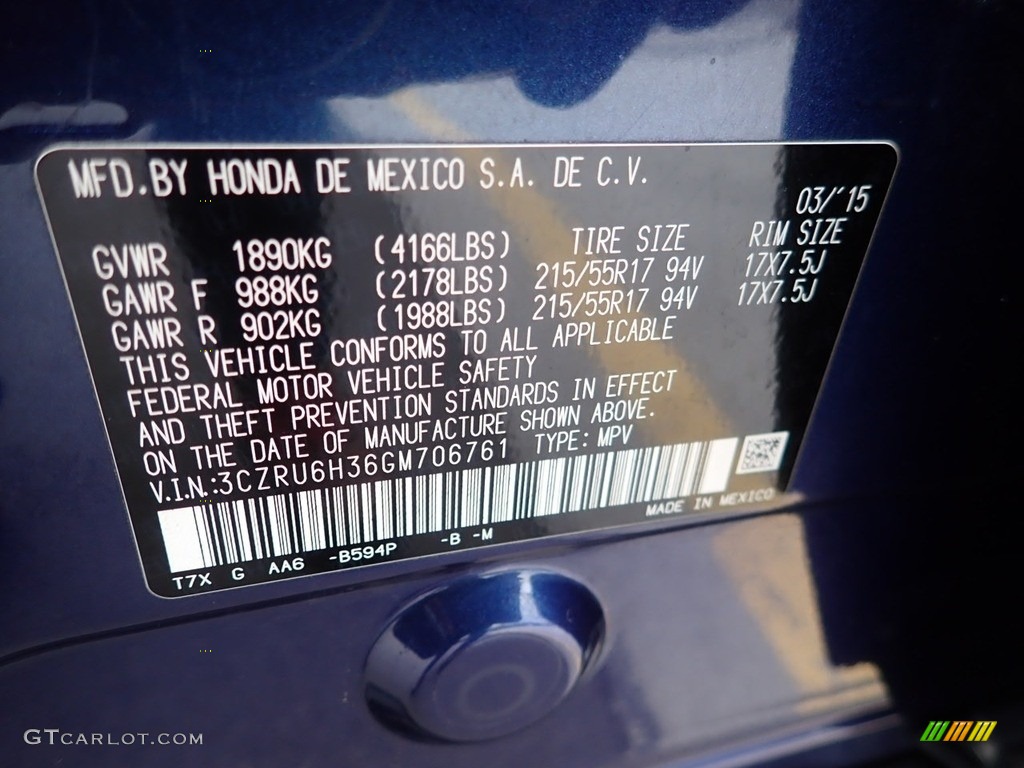 MFD.BY HONDA DE MEXICO S.A. DE C.V.
03/'15
GVWR 1890KG (4166LBS) TIRE SIZE RIM SIZE
GAWR F 988KG (2178LBS) 215/55R17 94V 17X7.5J
GAWR R 902KG (1988LBS) 215/55R17 94V 17X7.5J
THIS VEHICLE CONFORMS TO ALL APPLICABLE
FEDERAL MOTOR VEHICLE SAFETY
AND THEFT PREVENTION STANDARDS IN EFFECT
ON THE DATE OF MANUFACTURE SHOWN ABOVE.
V.I.N.:3CZRU6H36GM706761 TYPE: MPV
MADE IN MEXICO
T7X G AA6 -B594P -B -M
GTCARLOT.COM